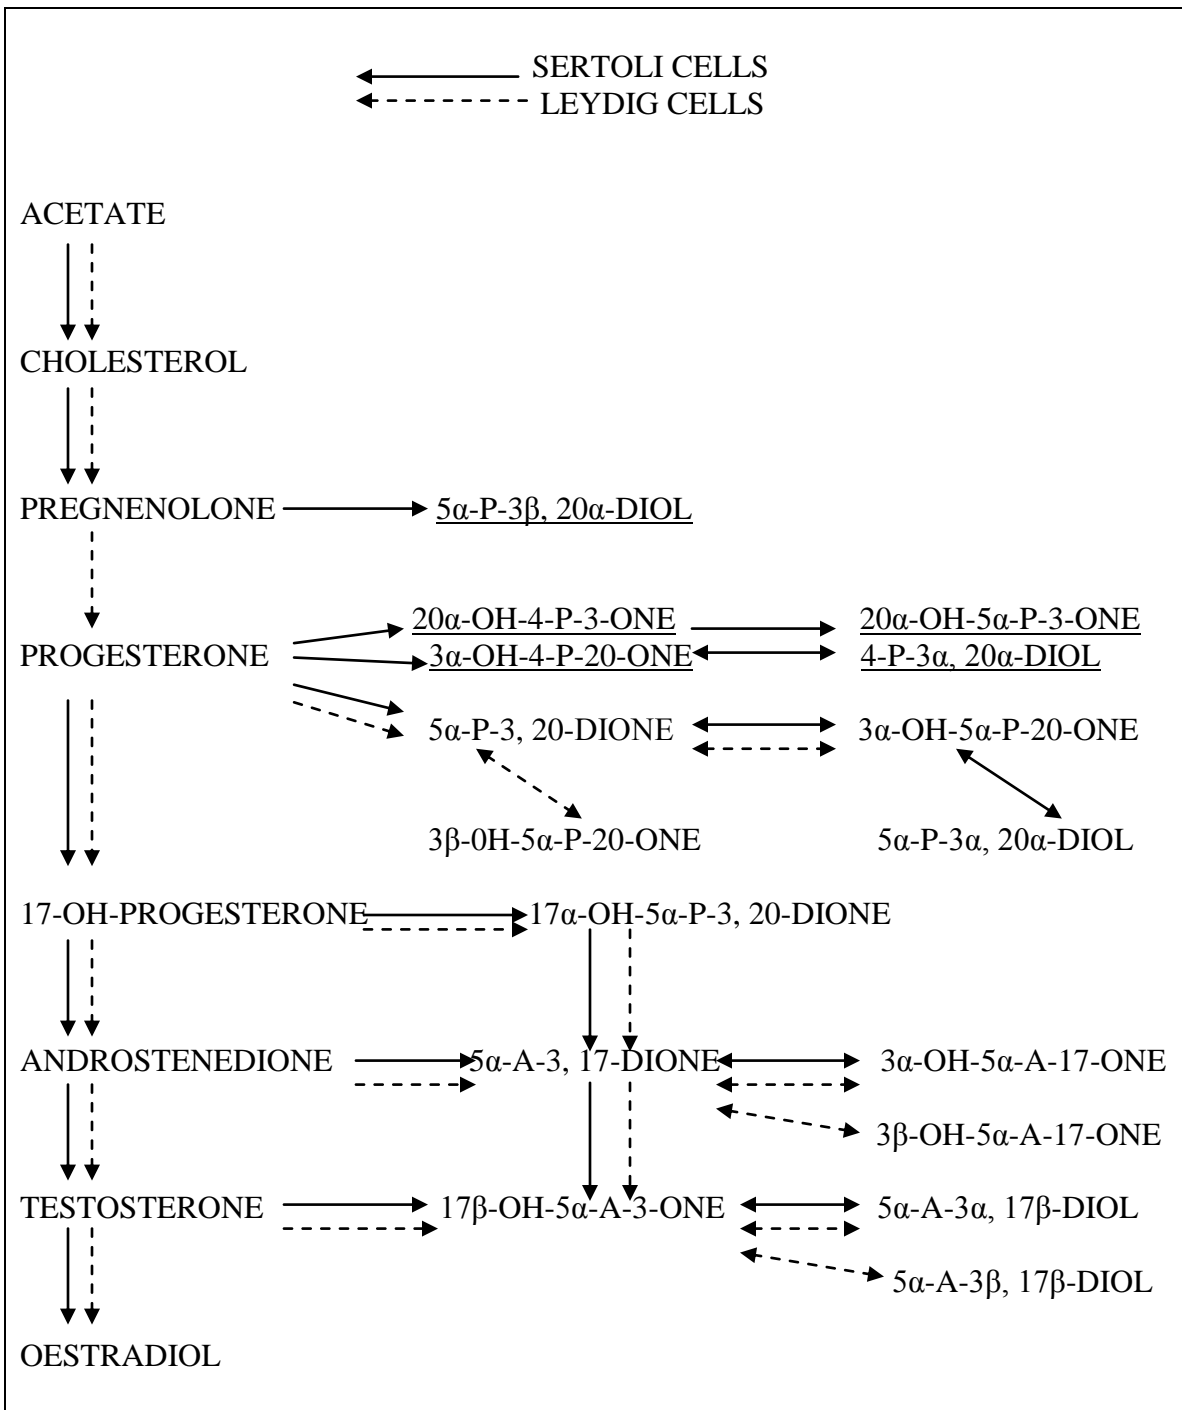 SERTOLI CELLS
LEYDIG CELLS
ACETATE
CHOLESTEROL
PREGNENOLONE 5α-P-3β, 20α-DIOL
20α-OH-4-P-3-ONE 20α-OH-5α-P-3-ONE
PROGESTERONE 3α-OH-4-P-20-ONE 4-P-3α, 20α-DIOL
5α-P-3, 20-DIONE 3α-OH-5α-P-20-ONE
3β-0H-5α-P-20-ONE 5α-P-3α, 20α-DIOL
17-OH-PROGESTERONE 17α-OH-5α-P-3, 20-DIONE
ANDROSTENEDIONE 5α-A-3, 17-DIONE 3α-OH-5α-A-17-ONE
3β-OH-5α-A-17-ONE
TESTOSTERONE 17β-OH-5α-A-3-ONE 5α-A-3α, 17β-DIOL
5α-A-3β, 17β-DIOL
OESTRADIOL